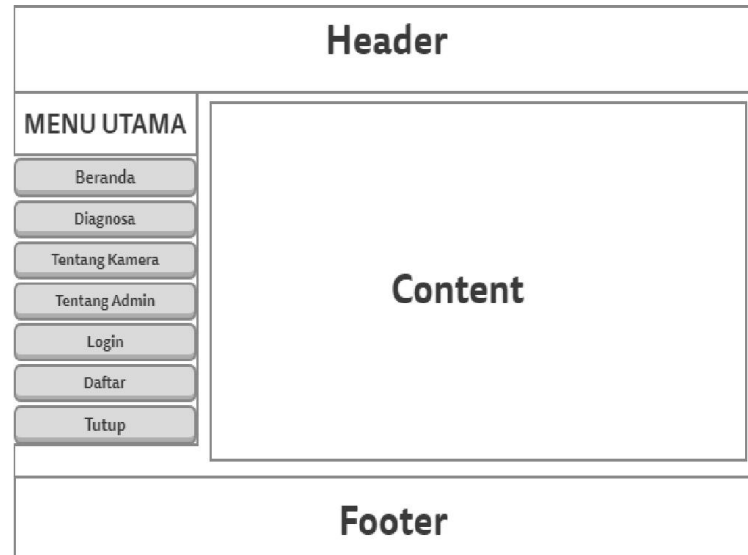 Header
MENU UTAMA
Beranda
Diagnosa
Tentang Kamera
Tentang Admin
Login
Daftar
Tutup
Content
Footer